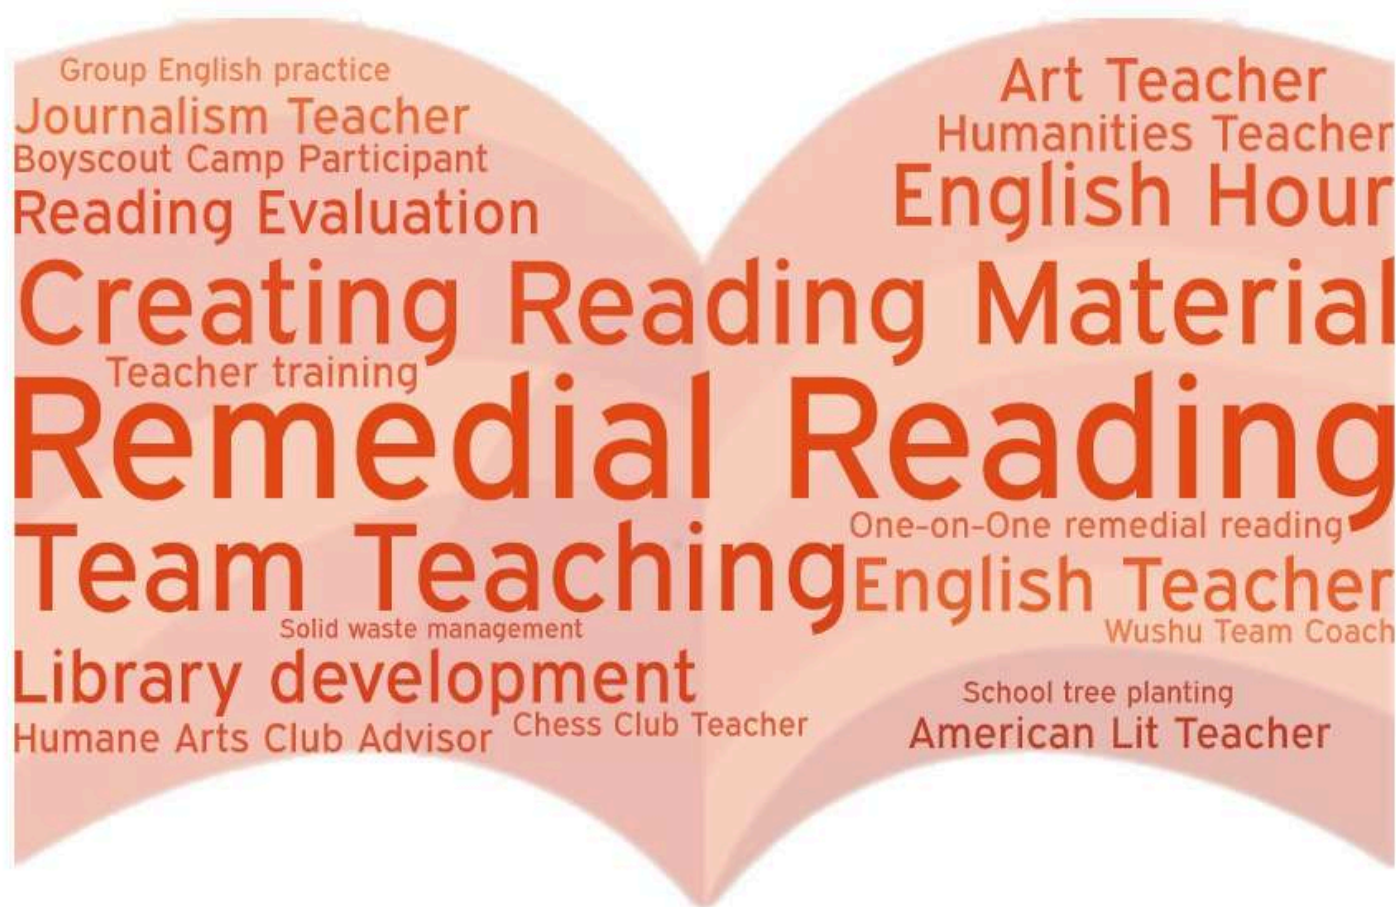 Group English practice
Journalism Teacher
Boyscout Camp Participant
Reading Evaluation
Art Teacher
Humanities Teacher
English Hour
Creating Reading Material
Teacher training
Remedial Reading
One-on-One remedial reading
Team Teaching
English Teacher
Solid waste management
Wushu Team Coach
Library development
School tree planting
Humane Arts Club Advisor
Chess Club Teacher
American Lit Teacher